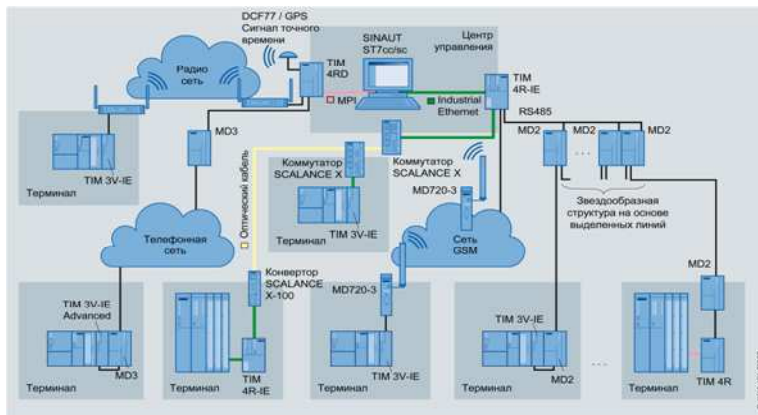 DCF77 / GPS
Сигнал точного
времени
SINAUT
ST7cc/sc
Центр
управления
Радио
сеть
TIM
4RD
MPI
Industrial
Ethernet
TIM
4R-IE
RS485
MD3
MD2
MD2
...
MD2
TIM 3V-IE
Терминал
Оптический кабель
Коммутатор
SCALANCE X
Коммутатор
SCALANCE X
MD720-3
TIM 3V-IE
Терминал
Звездообразная
структура на основе
выделенных линий
Телефонная
сеть
Сеть
GSM
MD2
Конвертор
SCALANCE
X-100
MD720-3
TIM 3V-IE
Advanced
MD3
Терминал
TIM
4R-IE
Терминал
TIM 3V-IE
Терминал
TIM 3V-IE
MD2
Терминал
...
TIM 4R
Терминал